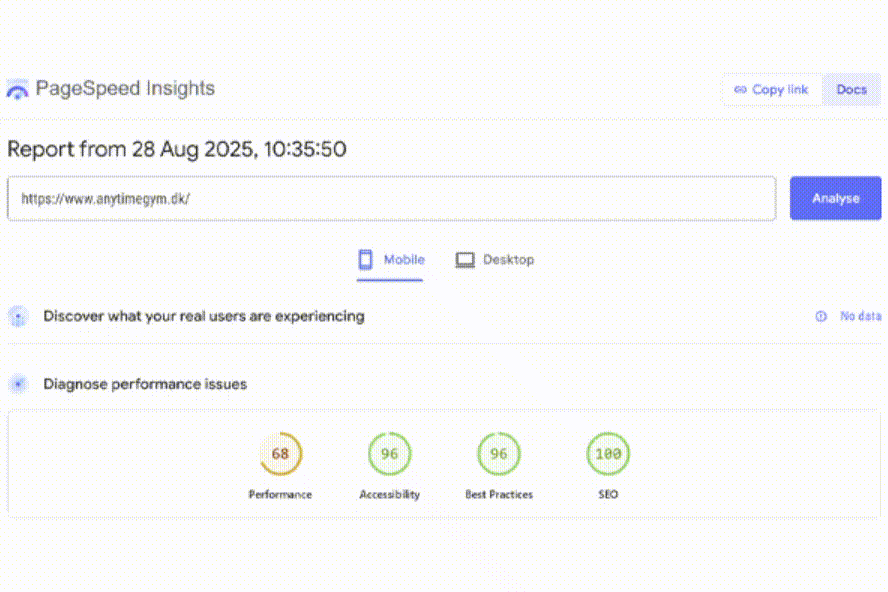 PageSpeed Insights
Copy link
Docs
Report from 28 Aug 2025, 10:35:50
https://www.anytimegym.dk/
Analyse
Mobile
Desktop
Discover what your real users are experiencing
No data
Diagnose performance issues
68
96
96
100
Performance
Accessibility
Best Practices
SEO